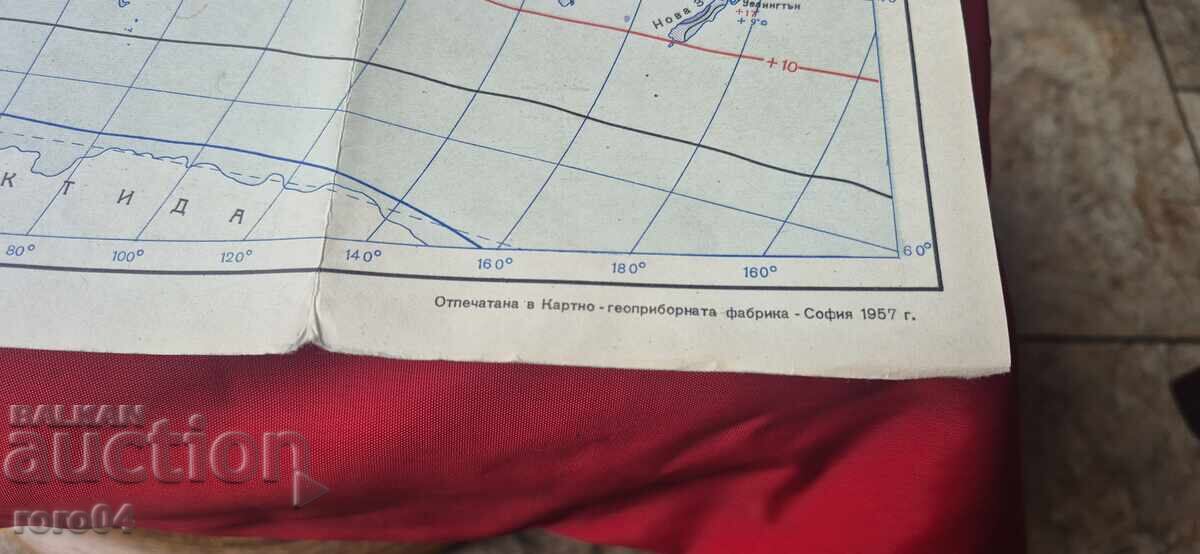 Нова З
Уелингтън
+17
+9°
+10
КТИДА
60°
80° 100° 120° 140° 160° 180° 160°
Отпечатана в Картно - геоприборната фабрика - София 1957 г.
BALKAN
auction
roro04